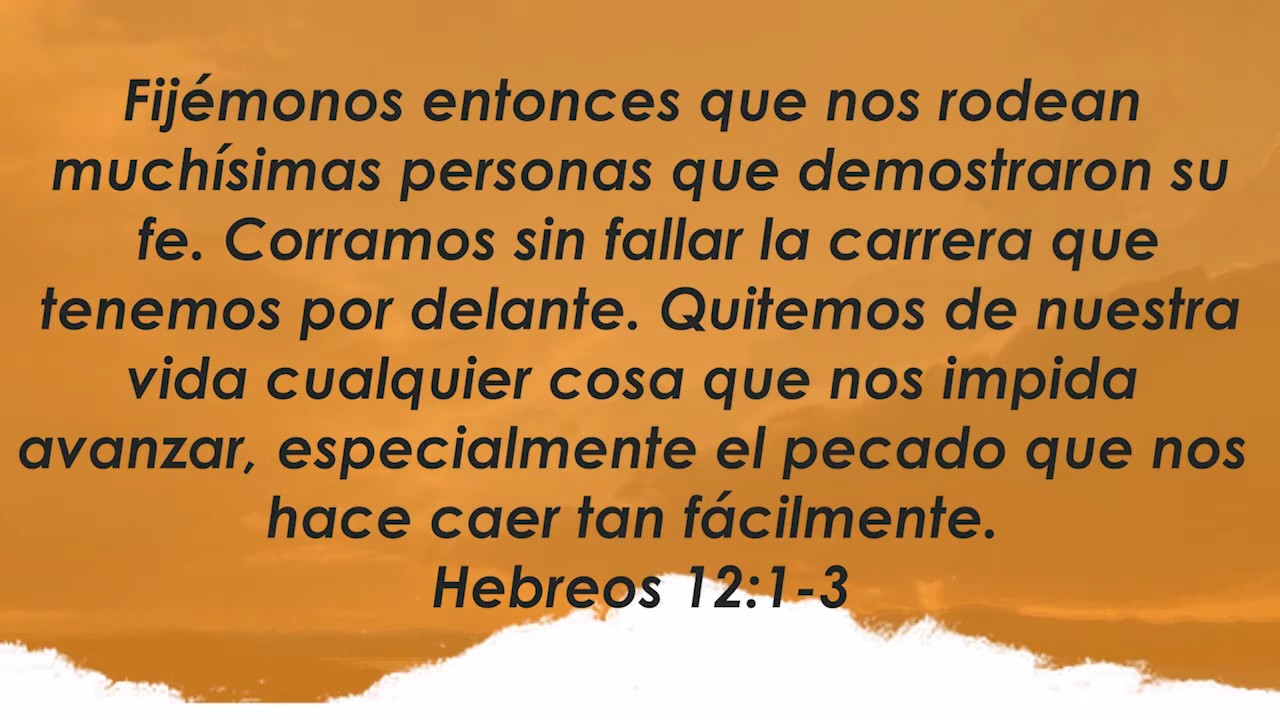 Fijémonos entonces que nos rodean
muchísimas personas que demostraron su
fe. Corramos sin fallar la carrera que
tenemos por delante. Quitemos de nuestra
vida cualquier cosa que nos impida
avanzar, especialmente el pecado que nos
hace caer tan fácilmente.
Hebreos 12:1-3